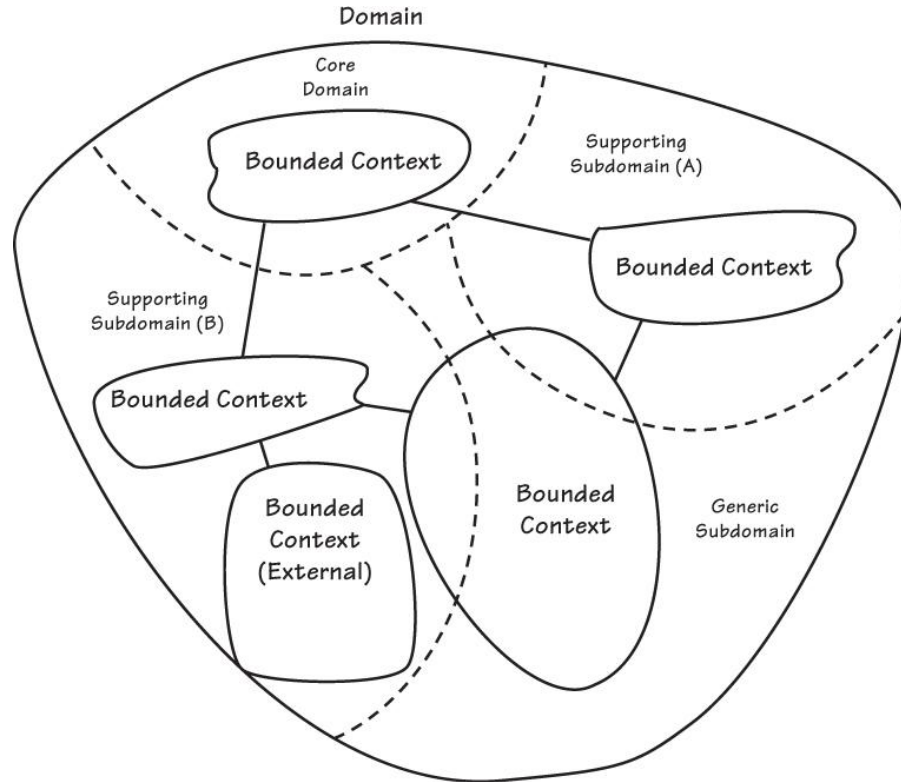 Domain
Core
Domain
Bounded Context
Supporting
Subdomain (A)
Bounded Context
Supporting
Subdomain (B)
Bounded Context
Bounded
Context
(External)
Bounded
Context
Generic
Subdomain